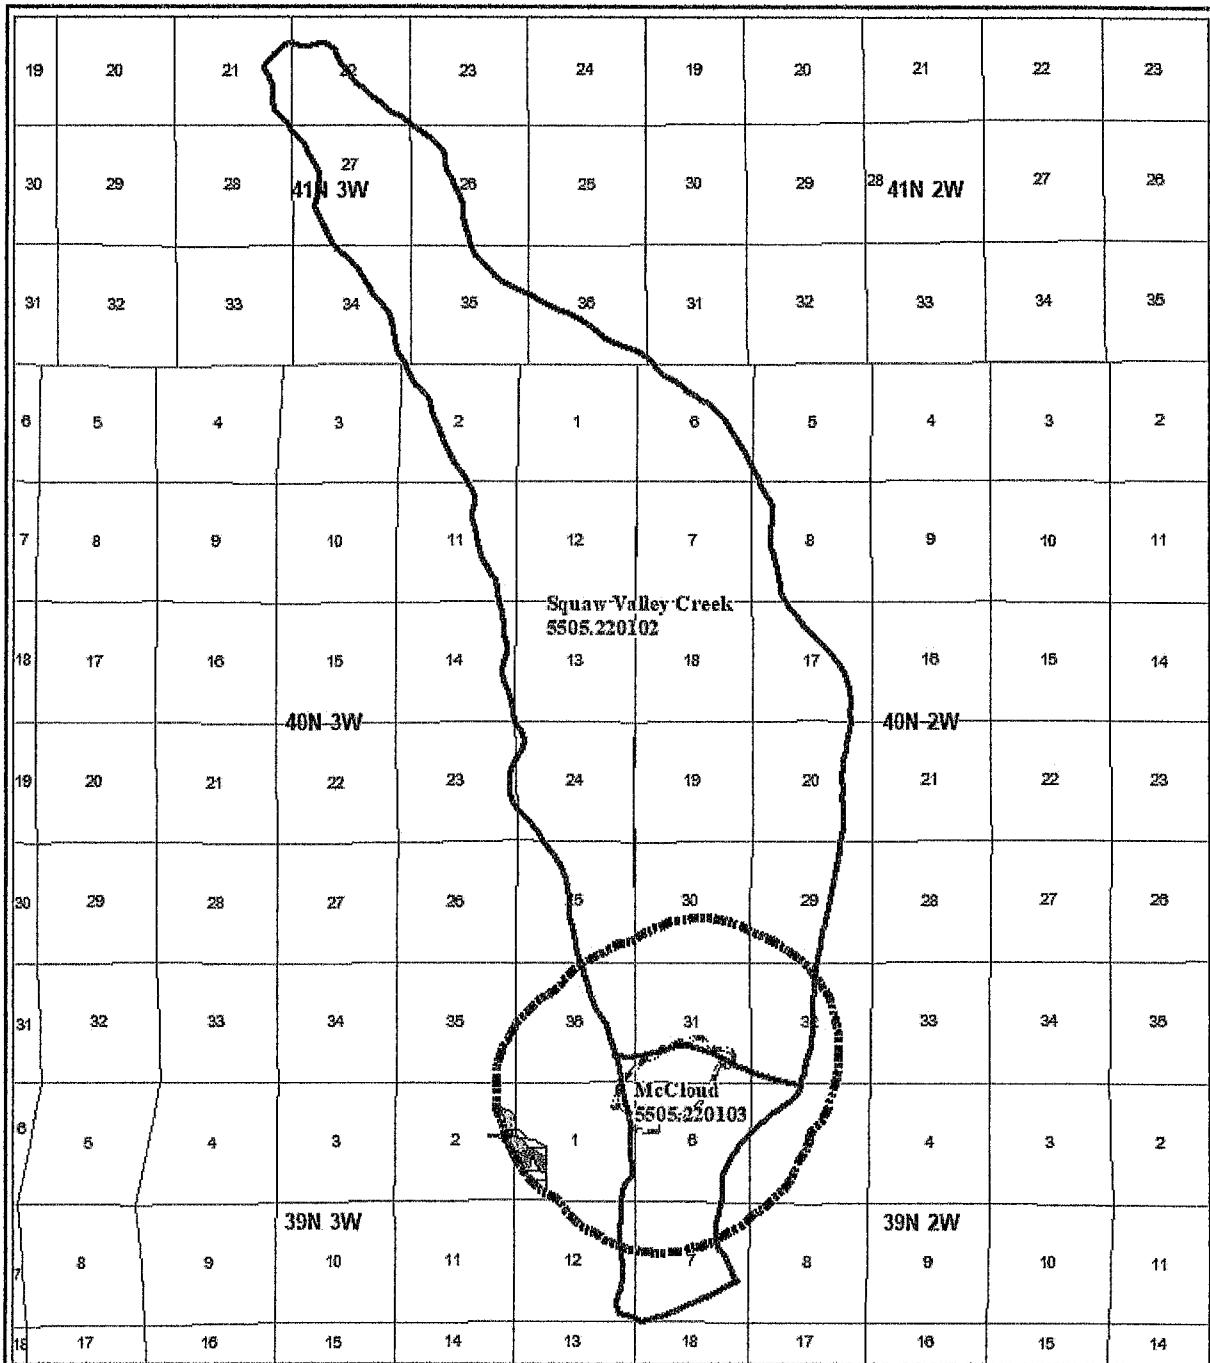 19 20 21 22 23 24 19 20 21 22 23
27
30 29 28 26 25 30 29 28 27 26
41N 3W 41N 2W
31 32 33 34 35 36 31 32 33 34 35
6 5 4 3 2 1 6 5 4 3 2
7 8 9 10 11 12 7 8 9 10 11
Squaw Valley Creek
5505.220102
18 17 16 15 14 13 18 17 16 15 14
40N 3W 40N 2W
19 20 21 22 23 24 19 20 21 22 23
30 29 28 27 26 25 30 29 28 27 26
31 32 33 34 35 36 31 32 33 34 35
McCloud
5505.220103
6 5 4 3 2 1 6 4 3 2
39N 3W 39N 2W
7 8 9 10 11 12 7 8 9 10 11
18 17 16 15 14 13 18 17 16 15 14